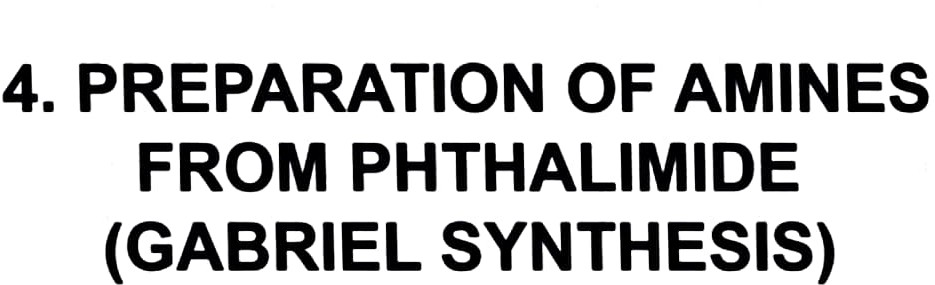 4. PREPARATION OF AMINES
FROM PHTHALIMIDE
(GABRIEL SYNTHESIS)